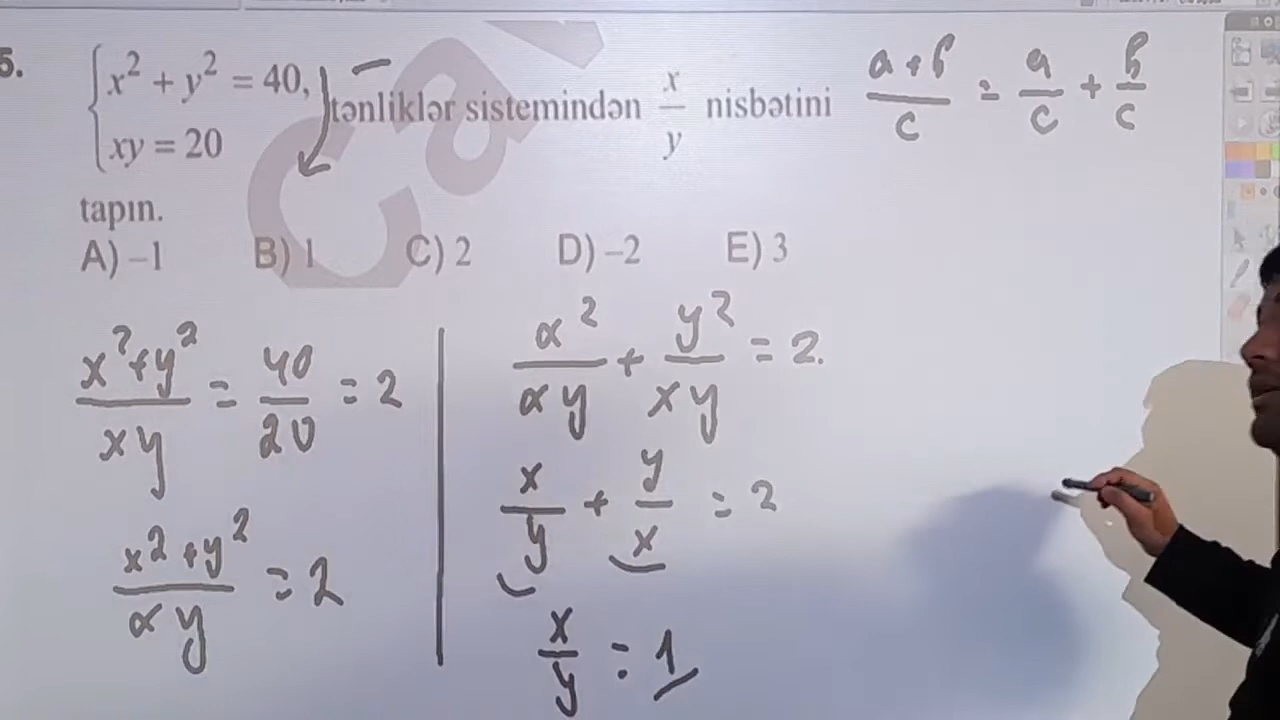 5.
x² + y² = 40,
xy = 20
tənliklər sistemindən x/y nisbətini
tapın.
A) –1 B) 1 C) 2 D) –2 E) 3
(a+b)/c = a/c + b/c
(x²+y²)/(xy) = 40/20 = 2
(x²+y²)/(xy) = 2
x²/(xy) + y²/(xy) = 2.
x/y + y/x = 2
x/y = 1